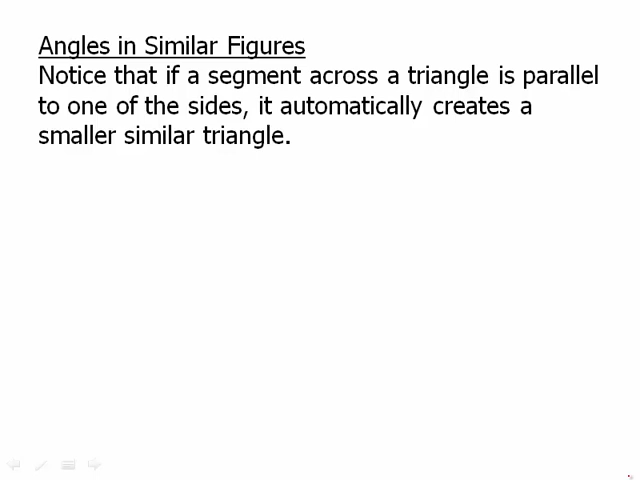 Angles in Similar Figures
Notice that if a segment across a triangle is parallel
to one of the sides, it automatically creates a
smaller similar triangle.